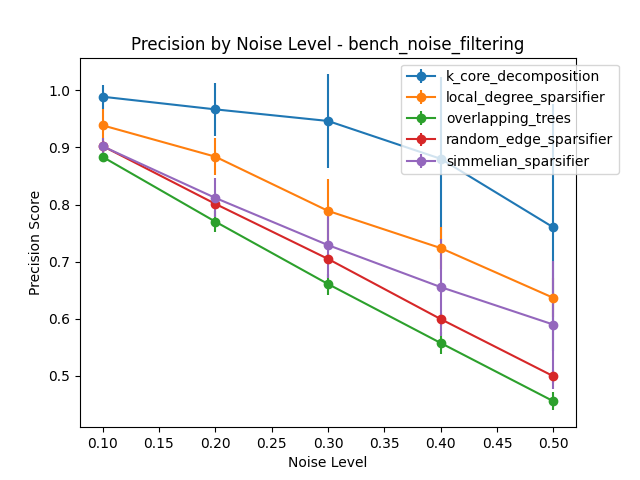 Precision by Noise Level - bench_noise_filtering
k_core_decomposition
local_degree_sparsifier
overlapping_trees
random_edge_sparsifier
simmelian_sparsifier
Precision Score
1.0
0.9
0.8
0.7
0.6
0.5
0.10 0.15 0.20 0.25 0.30 0.35 0.40 0.45 0.50
Noise Level